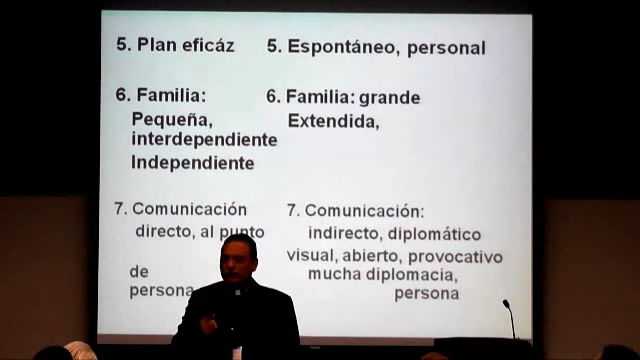 5. Plan eficáz
6. Familia:
Pequeña,
interdependiente
Independiente
7. Comunicación
directo, al punto
de
persona
5. Espontáneo, personal
6. Familia: grande
Extendida,
7. Comunicación:
indirecto, diplomático
visual, abierto, provocativo
mucha diplomacia,
persona